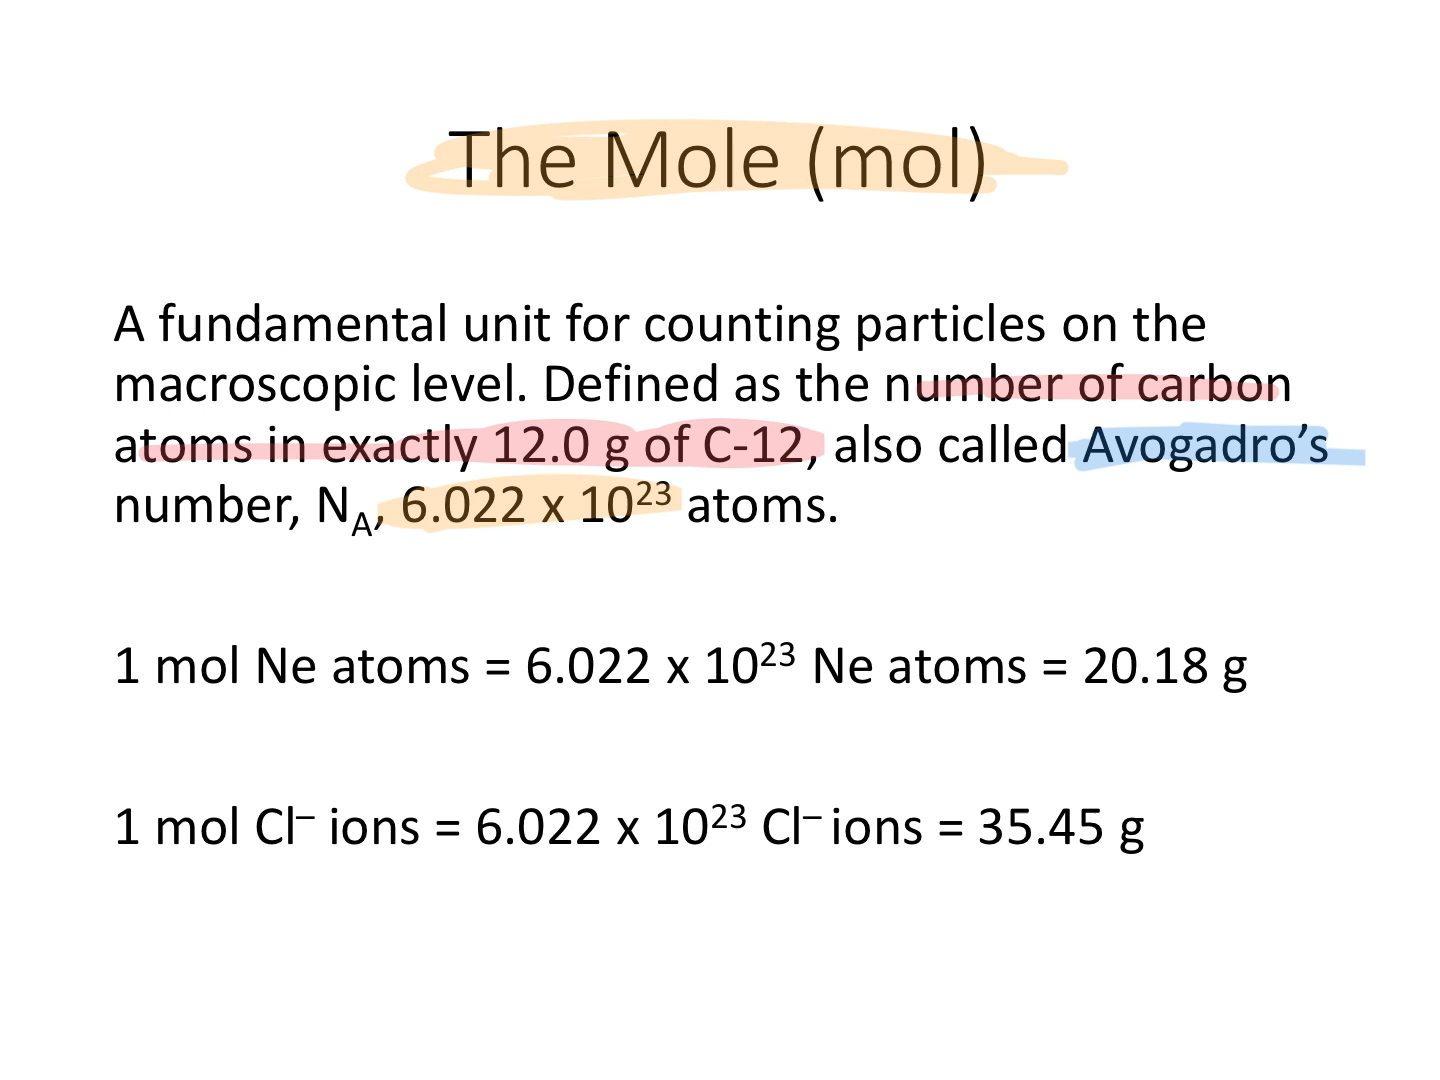 The Mole (mol)
A fundamental unit for counting particles on the
macroscopic level. Defined as the number of carbon
atoms in exactly 12.0 g of C-12, also called Avogadro’s
number, Nₐ, 6.022 x 10²³ atoms.
1 mol Ne atoms = 6.022 x 10²³ Ne atoms = 20.18 g
1 mol Cl⁻ ions = 6.022 x 10²³ Cl⁻ ions = 35.45 g